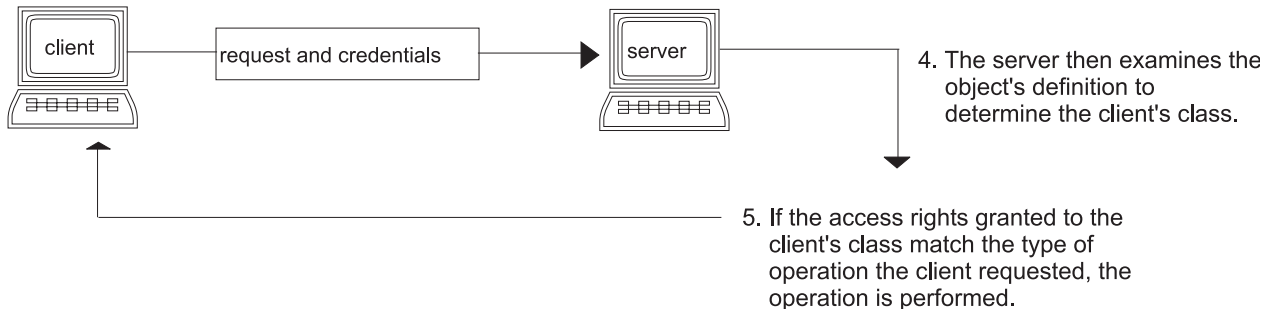 client
request and credentials
server
4. The server then examines the
object's definition to
determine the client's class.
5. If the access rights granted to the
client's class match the type of
operation the client requested, the
operation is performed.